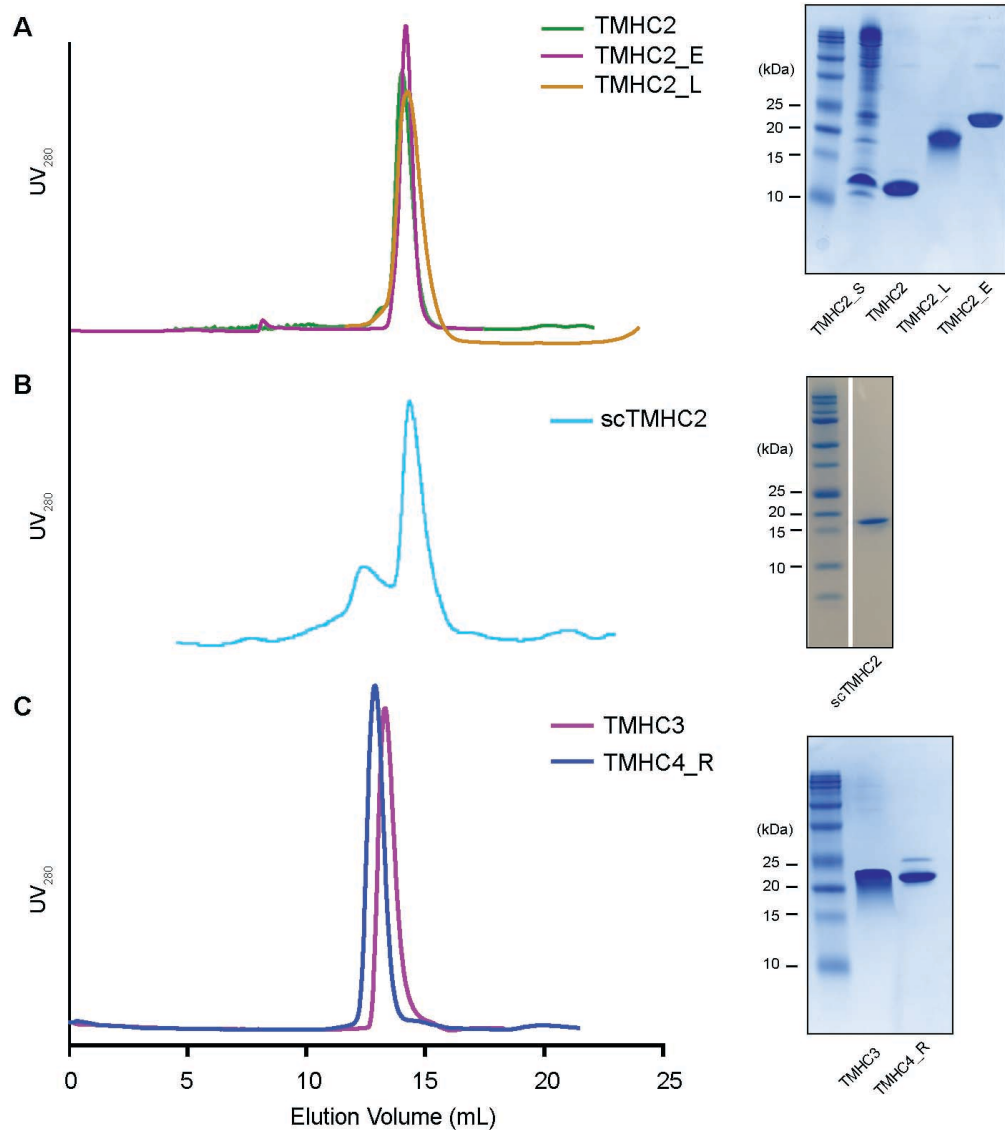 A
TMHC2
TMHC2_E
TMHC2_L
UV280
(kDa)
25
20
15
10
TMHC2_S
TMHC2
TMHC2_L
TMHC2_E
B
scTMHC2
UV280
(kDa)
25
20
15
10
scTMHC2
C
TMHC3
TMHC4_R
UV280
(kDa)
25
20
15
10
TMHC3
TMHC4_R
0 5 10 15 20 25
Elution Volume (mL)